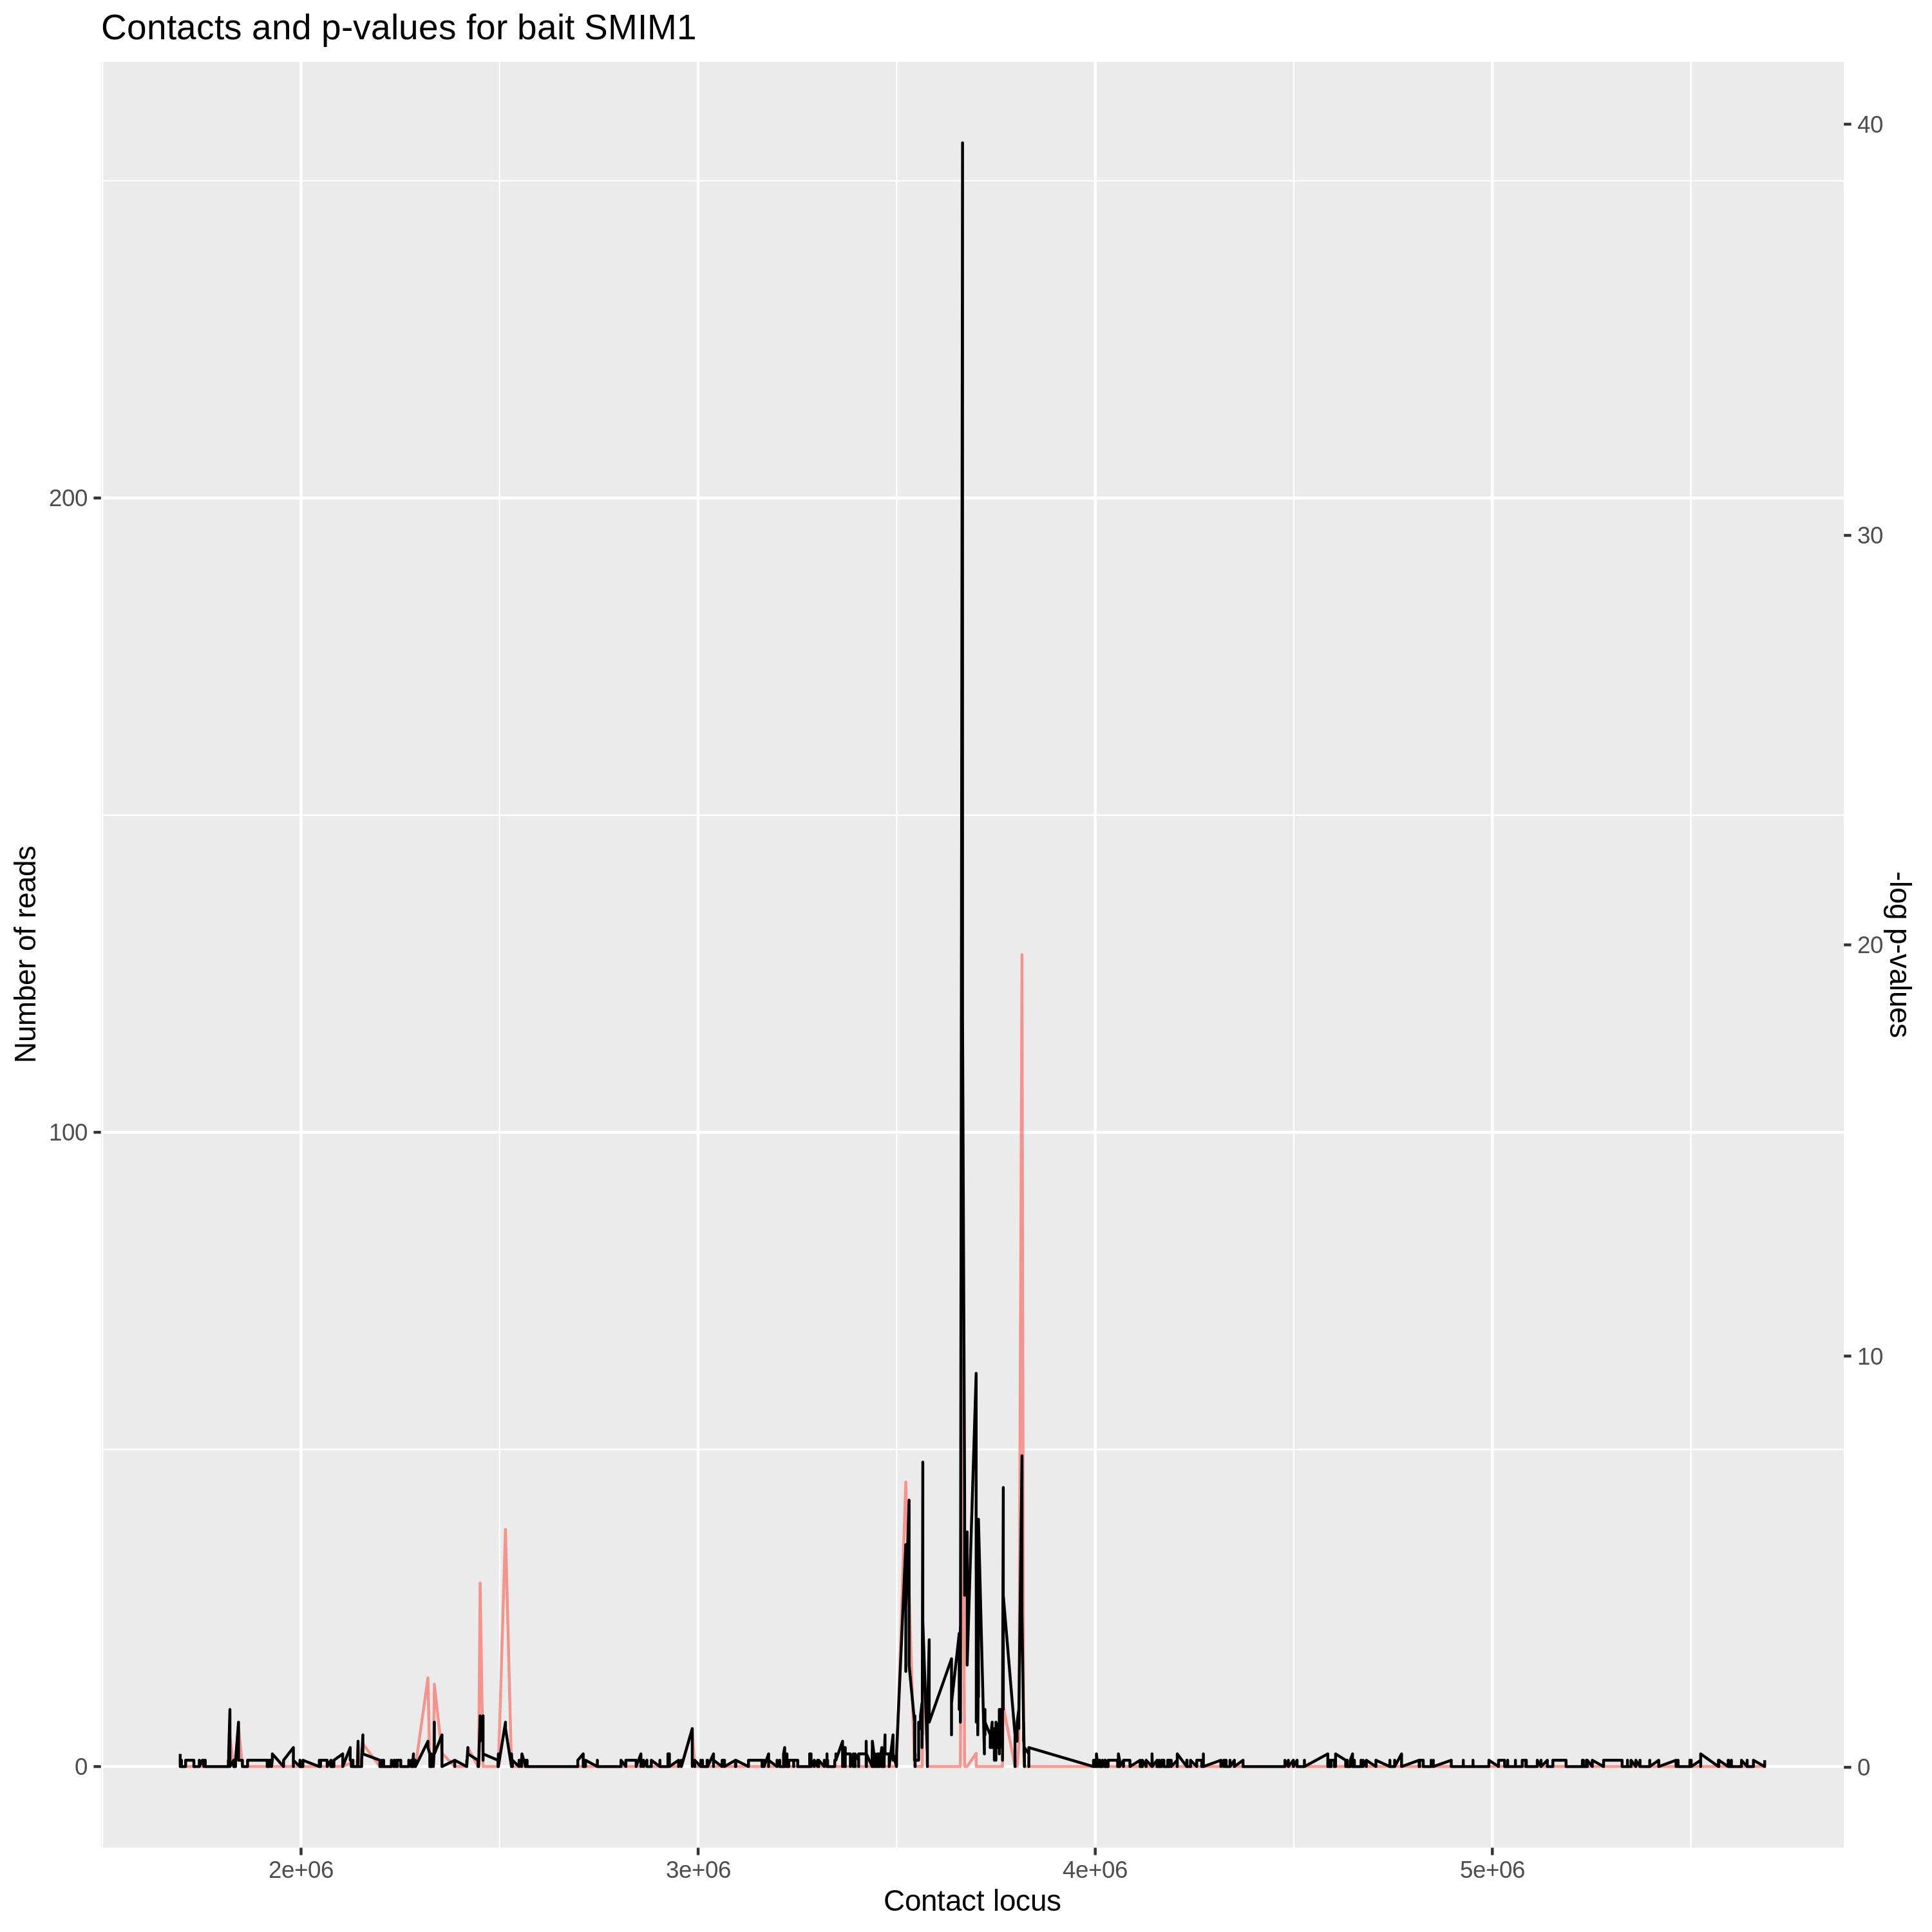 Contacts and p-values for bait SMIM1
Number of reads
200
100
0
40
30
20
10
0
-log p-values
2e+06
3e+06
4e+06
5e+06
Contact locus